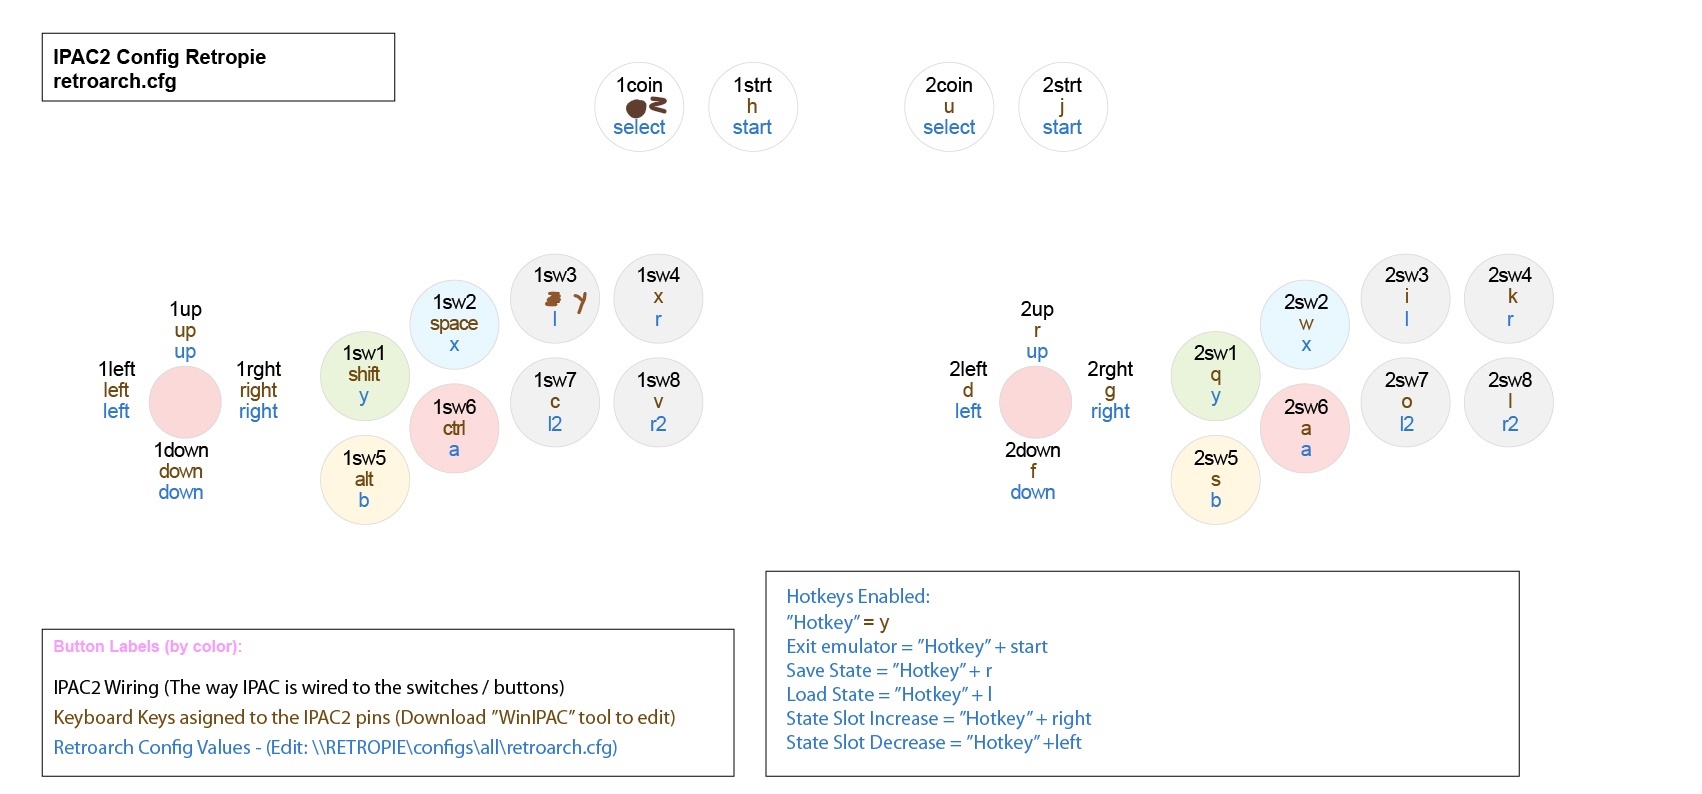 IPAC2 Config Retropie
retroarch.cfg
1coin
z
select
1strt
h
start
2coin
u
select
2strt
j
start
1up
up
up
1left
left
left
1rght
right
right
1down
down
down
1sw1
shift
y
1sw2
space
x
1sw3
y
l
1sw4
x
r
1sw5
alt
b
1sw6
ctrl
a
1sw7
c
l2
1sw8
v
r2
2up
r
up
2left
d
left
2rght
g
right
2down
f
down
2sw1
q
y
2sw2
w
x
2sw3
i
l
2sw4
k
r
2sw5
s
b
2sw6
a
a
2sw7
o
l2
2sw8
l
r2
Button Labels (by color):
IPAC2 Wiring (The way IPAC is wired to the switches / buttons)
Keyboard Keys asigned to the IPAC2 pins (Download ”WinIPAC” tool to edit)
Retroarch Config Values - (Edit: \\RETROPIE\configs\all\retroarch.cfg)
Hotkeys Enabled:
”Hotkey” = y
Exit emulator = ”Hotkey” + start
Save State = ”Hotkey” + r
Load State = ”Hotkey” + l
State Slot Increase = ”Hotkey” + right
State Slot Decrease = ”Hotkey” +left